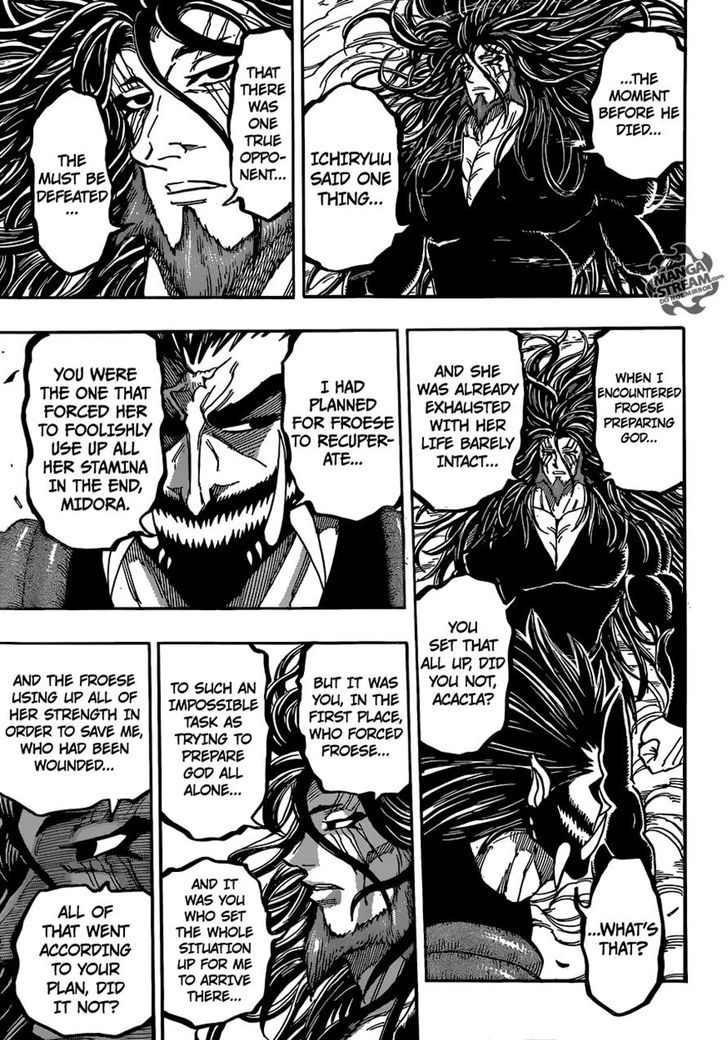 ...THE
MOMENT
BEFORE HE
DIED...
ICHIRYUU
SAID ONE
THING...
THAT
THERE
WAS ONE
TRUE
OPPO-
NENT...
THE
MUST BE
DEFEATED
...
MANGA
STREAM.com
DO NOT MIRROR
WHEN I
ENCOUNTERED
FROESE
PREPARING
GOD...
AND SHE
WAS ALREADY
EXHAUSTED
WITH HER
LIFE BARELY
INTACT...
YOU
SET THAT
ALL UP, DID
YOU NOT,
ACACIA?
...WHAT'S
THAT?
I HAD
PLANNED
FOR FROESE
TO RECUPER-
ATE...
YOU WERE
THE ONE THAT
FORCED HER
TO FOOLISHLY
USE UP ALL
HER STAMINA
IN THE END,
MIDORA.
BUT IT WAS
YOU, IN THE
FIRST PLACE,
WHO FORCED
FROESE...
TO SUCH AN
IMPOSSIBLE
TASK AS
TRYING TO
PREPARE
GOD ALL
ALONE...
AND IT
WAS YOU
WHO SET
THE WHOLE
SITUATION
UP FOR ME
TO ARRIVE
THERE...
AND THE FROESE
USING UP ALL OF
HER STRENGTH IN
ORDER TO SAVE ME,
WHO HAD BEEN
WOUNDED...
ALL OF
THAT WENT
ACCORDING
TO YOUR
PLAN, DID
IT NOT?